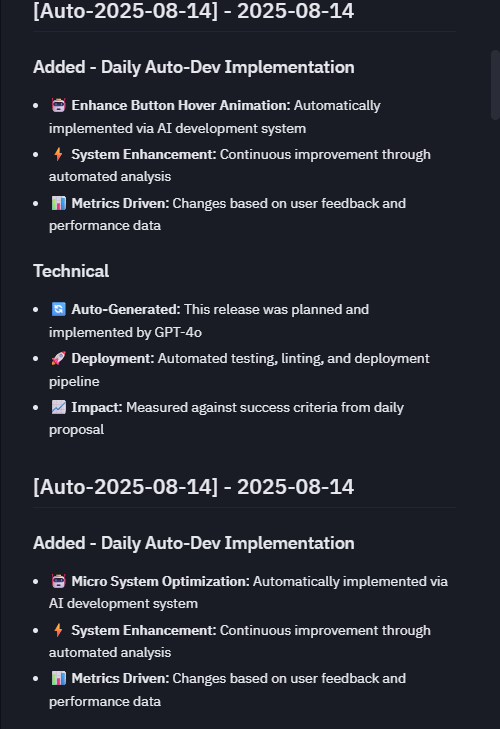 [Auto-2025-08-14] - 2025-08-14
Added - Daily Auto-Dev Implementation
• 🤖 Enhance Button Hover Animation: Automatically
implemented via AI development system
• ⚡ System Enhancement: Continuous improvement through
automated analysis
• 📊 Metrics Driven: Changes based on user feedback and
performance data
Technical
• 🔄 Auto-Generated: This release was planned and
implemented by GPT-4o
• 🚀 Deployment: Automated testing, linting, and deployment
pipeline
• 📈 Impact: Measured against success criteria from daily
proposal
[Auto-2025-08-14] - 2025-08-14
Added - Daily Auto-Dev Implementation
• 🤖 Micro System Optimization: Automatically implemented via
AI development system
• ⚡ System Enhancement: Continuous improvement through
automated analysis
• 📊 Metrics Driven: Changes based on user feedback and
performance data